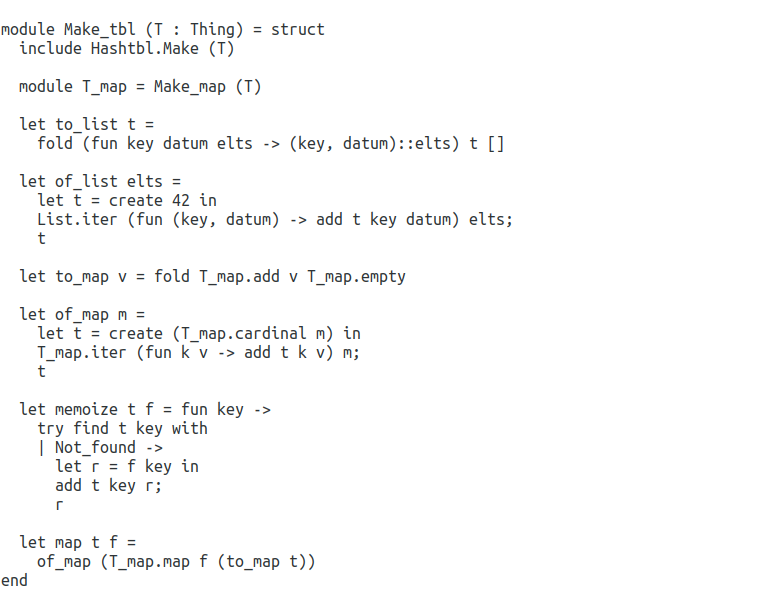 module Make_tbl (T : Thing) = struct
  include Hashtbl.Make (T)

  module T_map = Make_map (T)

  let to_list t =
    fold (fun key datum elts -> (key, datum)::elts) t []

  let of_list elts =
    let t = create 42 in
    List.iter (fun (key, datum) -> add t key datum) elts;
    t

  let to_map v = fold T_map.add v T_map.empty

  let of_map m =
    let t = create (T_map.cardinal m) in
    T_map.iter (fun k v -> add t k v) m;
    t

  let memoize t f = fun key ->
    try find t key with
    | Not_found ->
      let r = f key in
      add t key r;
      r

  let map t f =
    of_map (T_map.map f (to_map t))
end